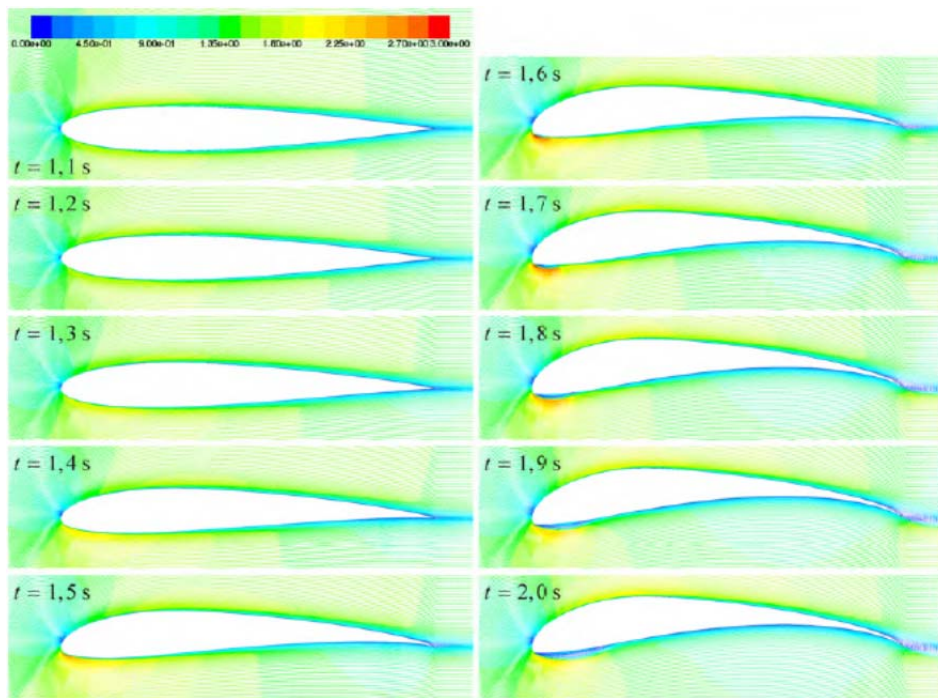 0.00e+00 4.50e-01 9.00e-01 1.35e+00 1.80e+00 2.25e+00 2.70e+00 3.00e+00
t = 1,1 s
t = 1,2 s
t = 1,3 s
t = 1,4 s
t = 1,5 s
t = 1,6 s
t = 1,7 s
t = 1,8 s
t = 1,9 s
t = 2,0 s